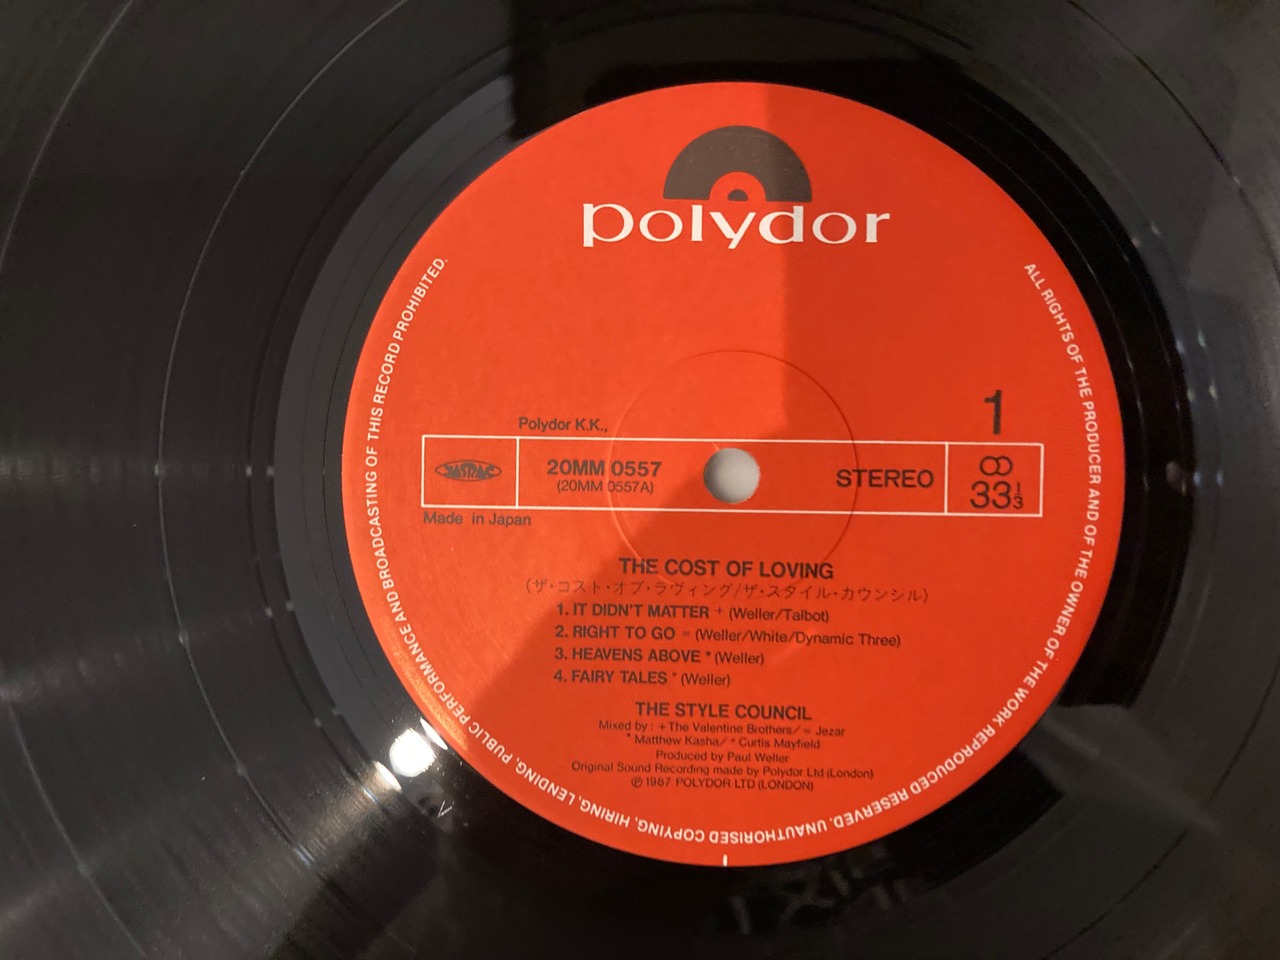 polydor
1
Polydor K.K.,
20MM 0557
(20MM 0557A)
STEREO
33 1/3
Made in Japan
THE COST OF LOVING
(ザ・コスト・オブ・ラヴィング/ザ・スタイル・カウンシル)
1. IT DIDN'T MATTER + (Weller/Talbot)
2. RIGHT TO GO = (Weller/White/Dynamic Three)
3. HEAVENS ABOVE * (Weller)
4. FAIRY TALES ° (Weller)
THE STYLE COUNCIL
Mixed by : +The Valentine Brothers/ = Jezar
* Matthew Kasha/ ° Curtis Mayfield
Produced by Paul Weller
Original Sound Recording made by Polydor Ltd (London)
℗ 1987 POLYDOR LTD (LONDON)
ALL RIGHTS OF THE PRODUCER AND OF THE OWNER OF THE WORK REPRODUCED RESERVED. UNAUTHORISED COPYING, HIRING, LENDING, PUBLIC PERFORMANCE AND BROADCASTING OF THIS RECORD PROHIBITED.